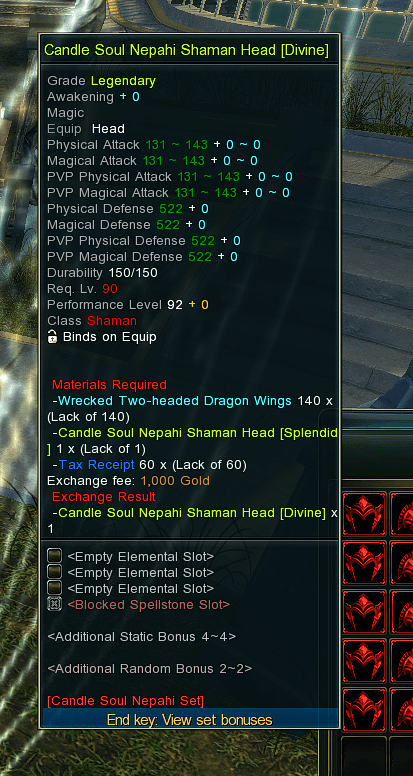 Candle Soul Nepahi Shaman Head [Divine]
Grade Legendary
Awakening + 0
Magic
Equip Head
Physical Attack 131 ~ 143 + 0 ~ 0
Magical Attack 131 ~ 143 + 0 ~ 0
PVP Physical Attack 131 ~ 143 + 0 ~ 0
PVP Magical Attack 131 ~ 143 + 0 ~ 0
Physical Defense 522 + 0
Magical Defense 522 + 0
PVP Physical Defense 522 + 0
PVP Magical Defense 522 + 0
Durability 150/150
Req. Lv. 90
Performance Level 92 + 0
Class Shaman
Binds on Equip
Materials Required
-Wrecked Two-headed Dragon Wings 140 x
(Lack of 140)
-Candle Soul Nepahi Shaman Head [Splendid
] 1 x (Lack of 1)
-Tax Receipt 60 x (Lack of 60)
Exchange fee: 1,000 Gold
Exchange Result
-Candle Soul Nepahi Shaman Head [Divine] x
1
<Empty Elemental Slot>
<Empty Elemental Slot>
<Empty Elemental Slot>
<Blocked Spellstone Slot>
<Additional Static Bonus 4~4>
<Additional Random Bonus 2~2>
[Candle Soul Nepahi Set]
End key: View set bonuses